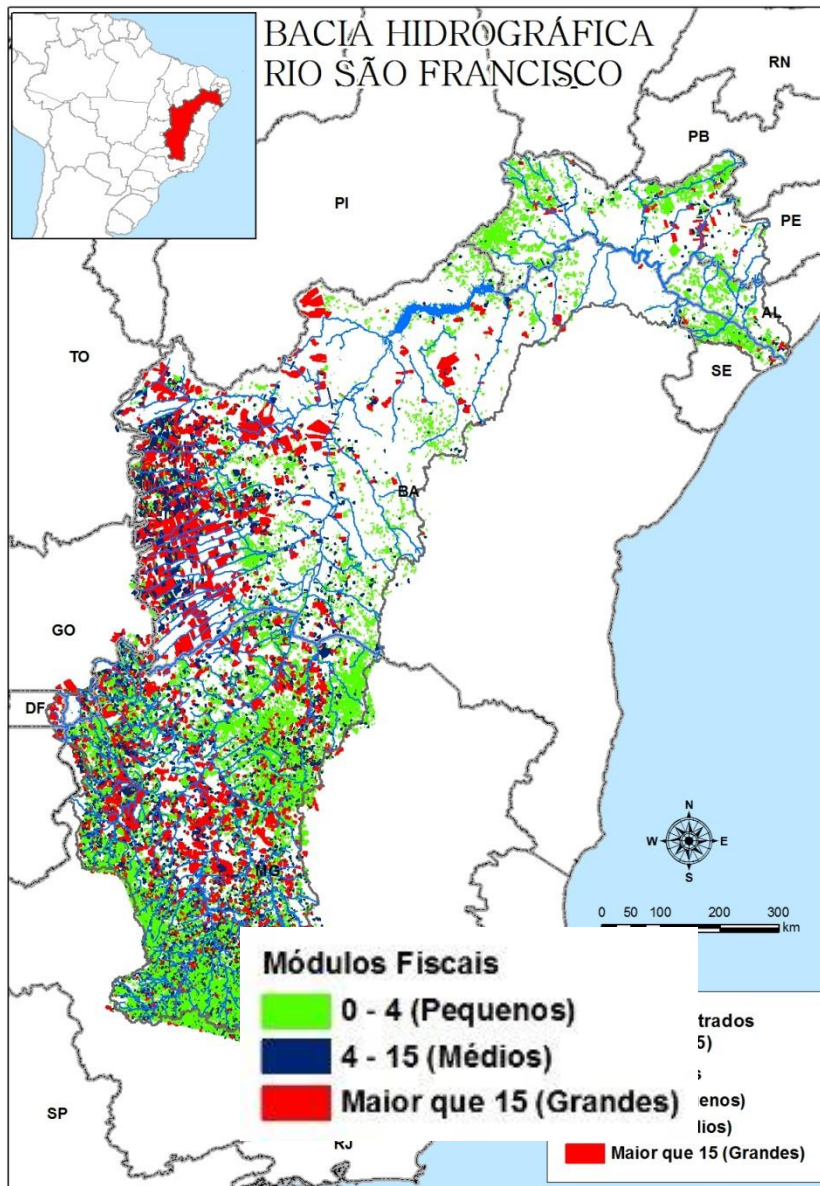 BACIA HIDROGRÁFICA
RIO SÃO FRANCISCO
RN
PB
PI
PE
AL
TO
SE
BA
GO
DF
N
W E
S
MG
0 50 100 200 300
km
Módulos Fiscais
0 - 4 (Pequenos)
4 - 15 (Médios)
Maior que 15 (Grandes)
trados
5)
s
enos)
lios)
Maior que 15 (Grandes)
SP
RJ